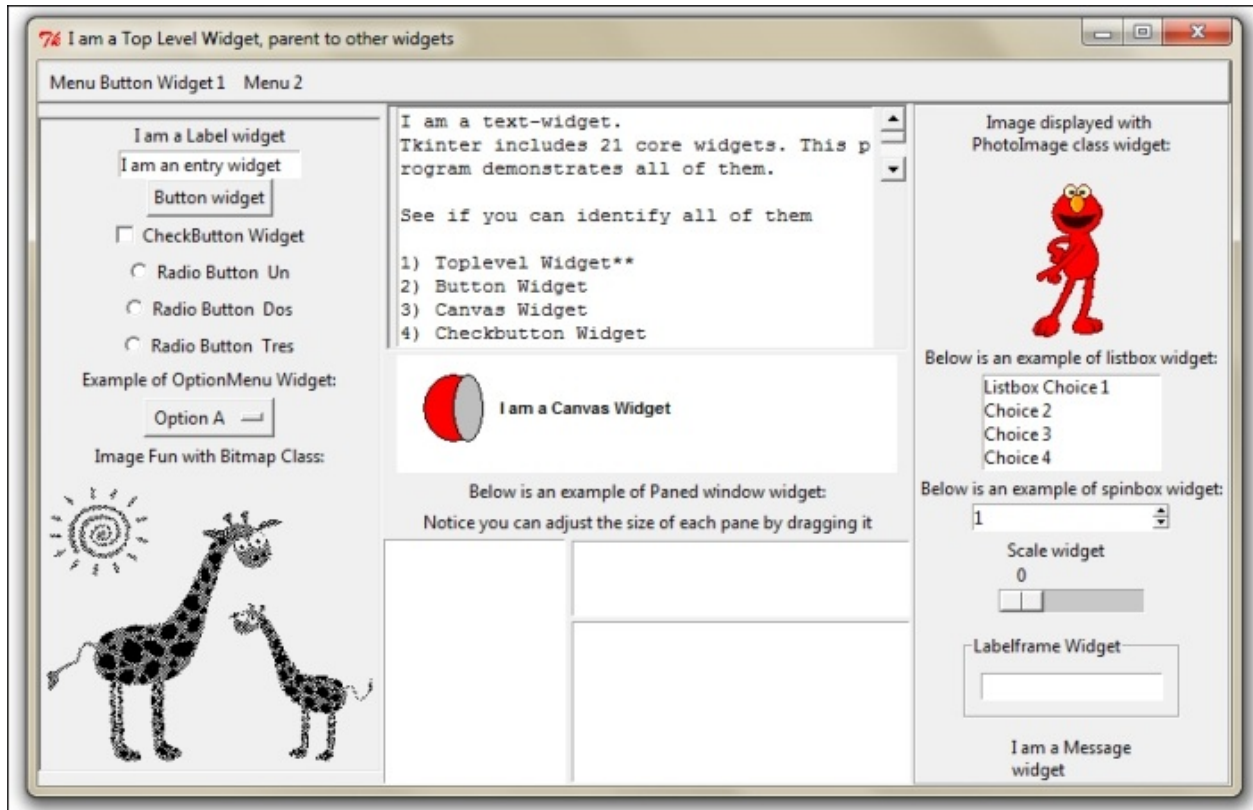 I am a Top Level Widget, parent to other widgets
Menu Button Widget 1 Menu 2
I am a Label widget
I am an entry widget
Button widget
CheckButton Widget
Radio Button Un
Radio Button Dos
Radio Button Tres
Example of OptionMenu Widget:
Option A
Image Fun with Bitmap Class:
I am a text-widget.
Tkinter includes 21 core widgets. This p
rogram demonstrates all of them.
See if you can identify all of them
1) Toplevel Widget**
2) Button Widget
3) Canvas Widget
4) Checkbutton Widget
I am a Canvas Widget
Below is an example of Paned window widget:
Notice you can adjust the size of each pane by dragging it
Image displayed with
PhotoImage class widget:
Below is an example of listbox widget:
Listbox Choice 1
Choice 2
Choice 3
Choice 4
Below is an example of spinbox widget:
1
Scale widget
0
Labelframe Widget
I am a Message
widget